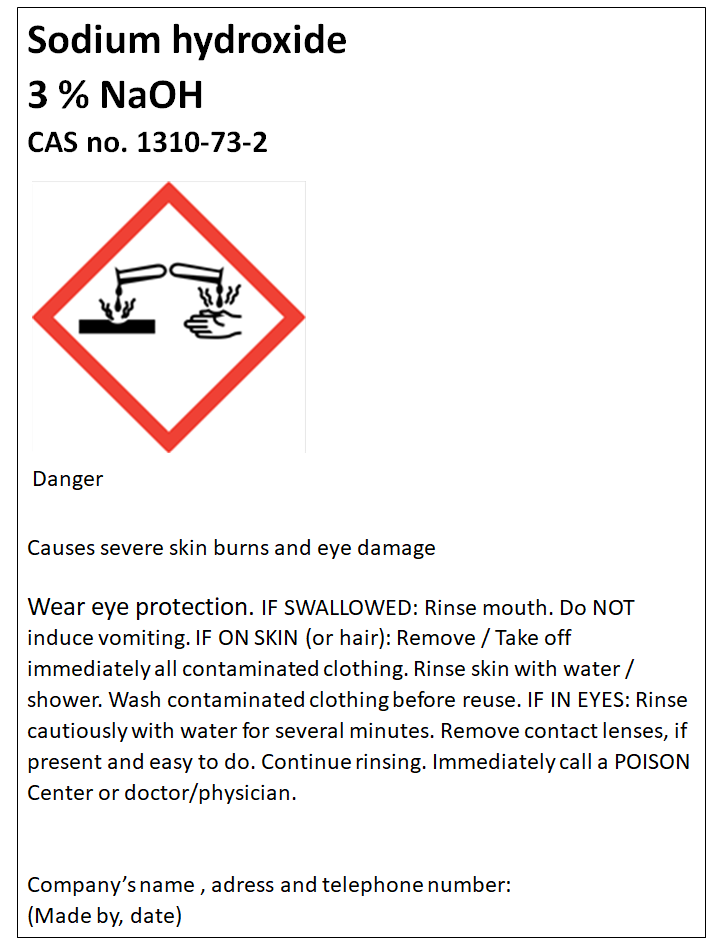 Sodium hydroxide
3 % NaOH
CAS no. 1310-73-2
Danger
Causes severe skin burns and eye damage
Wear eye protection. IF SWALLOWED: Rinse mouth. Do NOT
induce vomiting. IF ON SKIN (or hair): Remove / Take off
immediately all contaminated clothing. Rinse skin with water /
shower. Wash contaminated clothing before reuse. IF IN EYES: Rinse
cautiously with water for several minutes. Remove contact lenses, if
present and easy to do. Continue rinsing. Immediately call a POISON
Center or doctor/physician.
Company’s name , adress and telephone number:
(Made by, date)